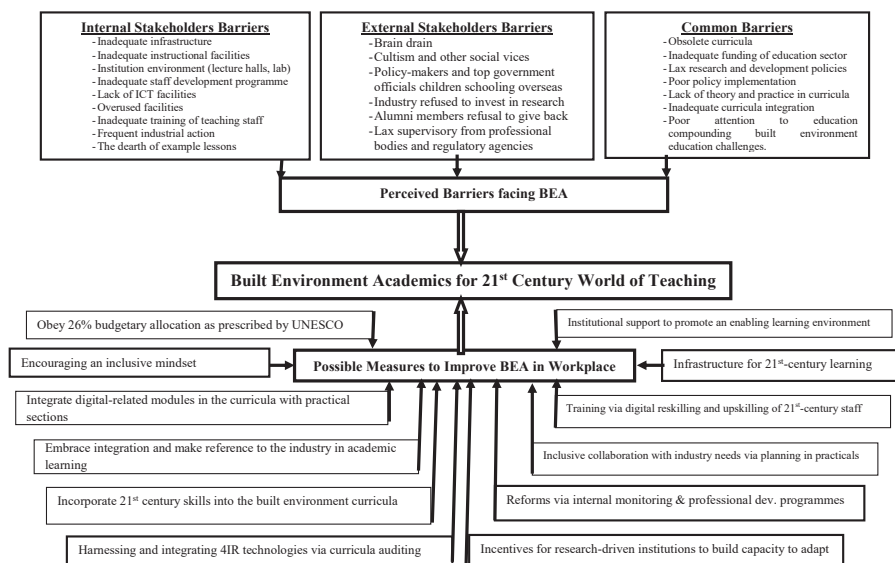 Internal Stakeholders Barriers
- Inadequate infrastructure
- Inadequate instructional facilities
- Institution environment (lecture halls, lab)
- Inadequate staff development programme
- Lack of ICT facilities
- Overused facilities
- Inadequate training of teaching staff
- Frequent industrial action
- The dearth of example lessons
External Stakeholders Barriers
- Brain drain
- Cultism and other social vices
- Policy-makers and top government
officials children schooling overseas
- Industry refused to invest in research
- Alumni members refusal to give back
- Lax supervisory from professional
bodies and regulatory agencies
Common Barriers
- Obsolete curricula
- Inadequate funding of education sector
- Lax research and development policies
- Poor policy implementation
- Lack of theory and practice in curricula
- Inadequate curricula integration
- Poor attention to education
compounding built environment
education challenges.
Perceived Barriers facing BEA
Built Environment Academics for 21st Century World of Teaching
Obey 26% budgetary allocation as prescribed by UNESCO
Institutional support to promote an enabling learning environment
Encouraging an inclusive mindset
Possible Measures to Improve BEA in Workplace
Infrastructure for 21st-century learning
Integrate digital-related modules in the curricula with practical
sections
Training via digital reskilling and upskilling of 21st-century staff
Embrace integration and make reference to the industry in academic
learning
Inclusive collaboration with industry needs via planning in practicals
Incorporate 21st century skills into the built environment curricula
Reforms via internal monitoring & professional dev. programmes
Harnessing and integrating 4IR technologies via curricula auditing
Incentives for research-driven institutions to build capacity to adapt